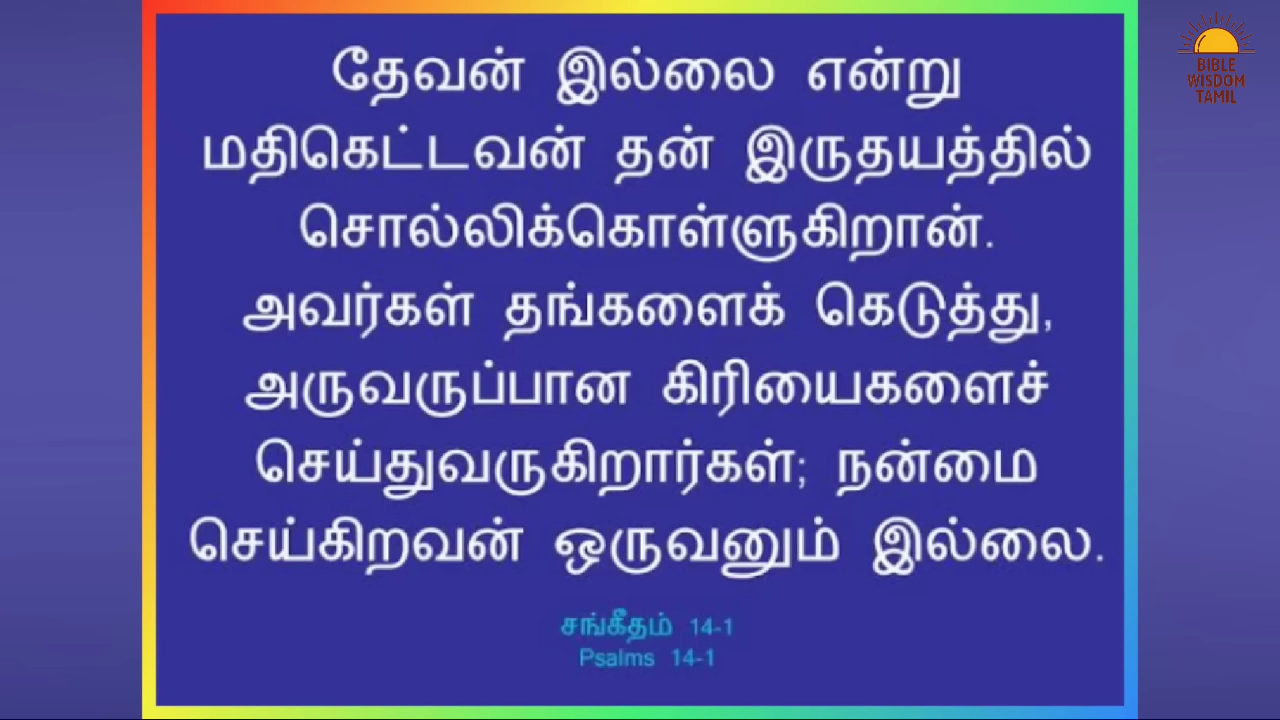 தேவன் இல்லை என்று
மதிகெட்டவன் தன் இருதயத்தில்
சொல்லிக்கொள்ளுகிறான்.
அவர்கள் தங்களைக் கெடுத்து,
அருவருப்பான கிரியைகளைச்
செய்துவருகிறார்கள்; நன்மை
செய்கிறவன் ஒருவனும் இல்லை.
சங்கீதம் 14-1
Psalms 14-1
BIBLE
WISDOM
TAMIL